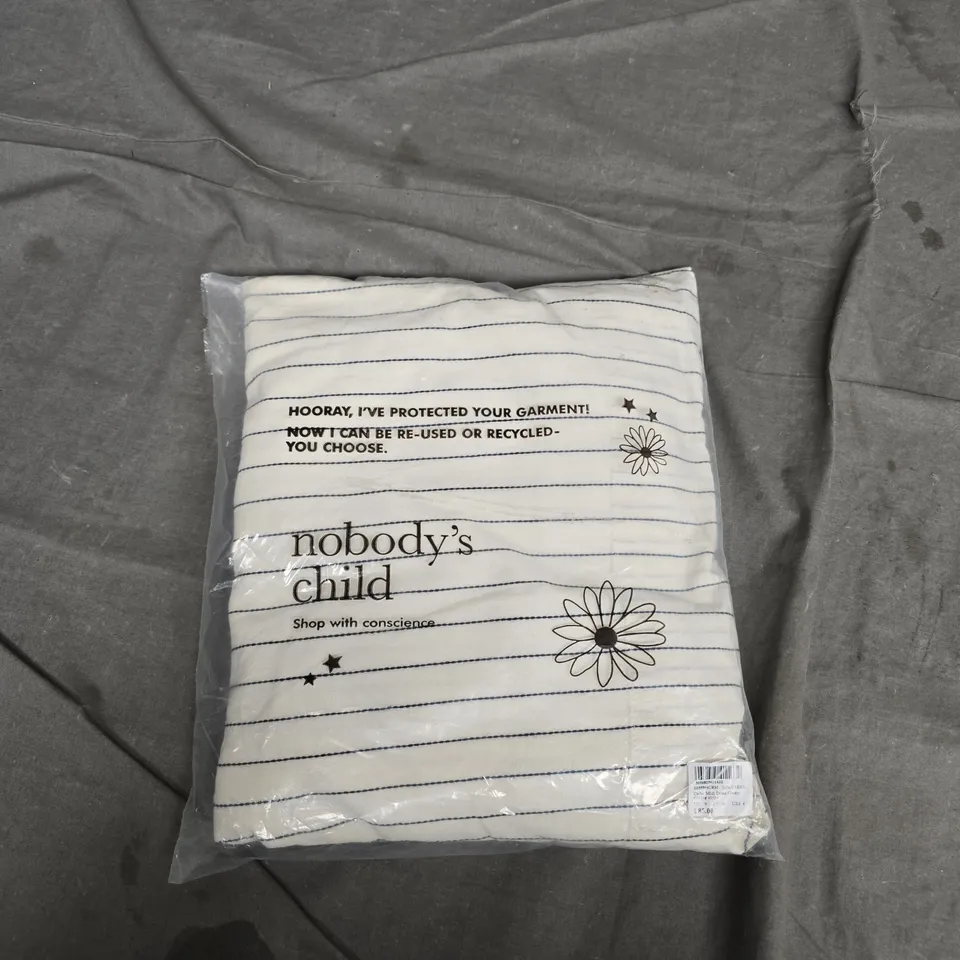 HOORAY, I'VE PROTECTED YOUR GARMENT!
NOW I CAN BE RE-USED OR RECYCLED-
YOU CHOOSE.
nobody's
child
Shop with conscience